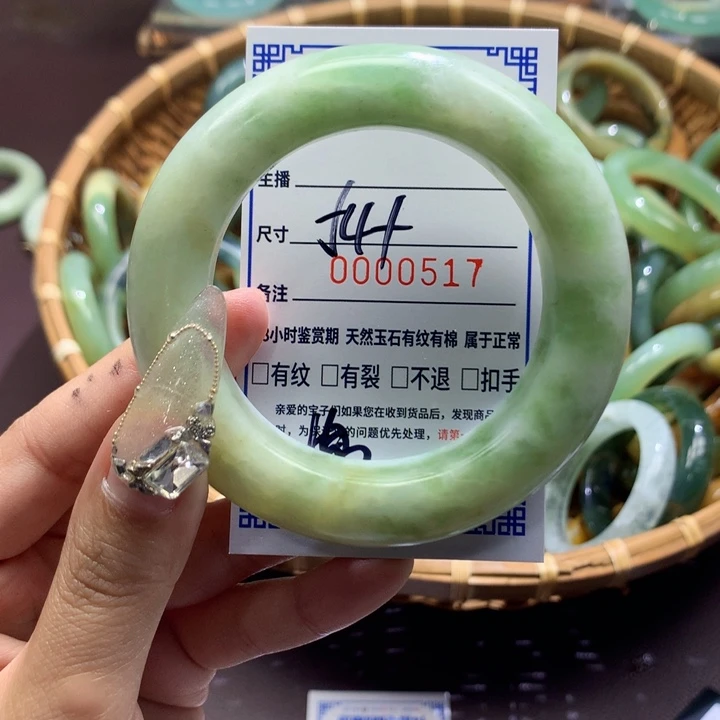 主播
尺寸
0000517
备注
8小时鉴赏期 天然玉石有纹有棉 属于正常
□有纹 □有裂 □不退 □扣手
亲爱的宝子们如果您在收到货品后，发现商品
的问题优先处理，请第一